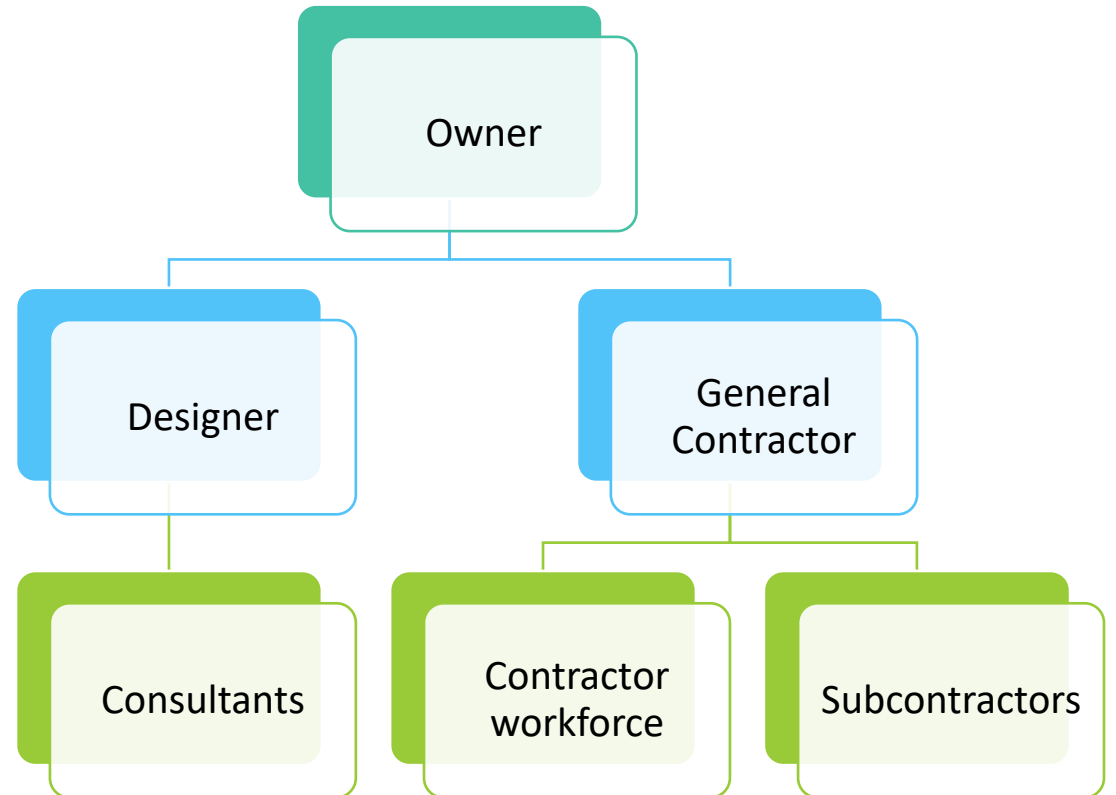 Owner
Designer
General
Contractor
Consultants
Contractor
workforce
Subcontractors